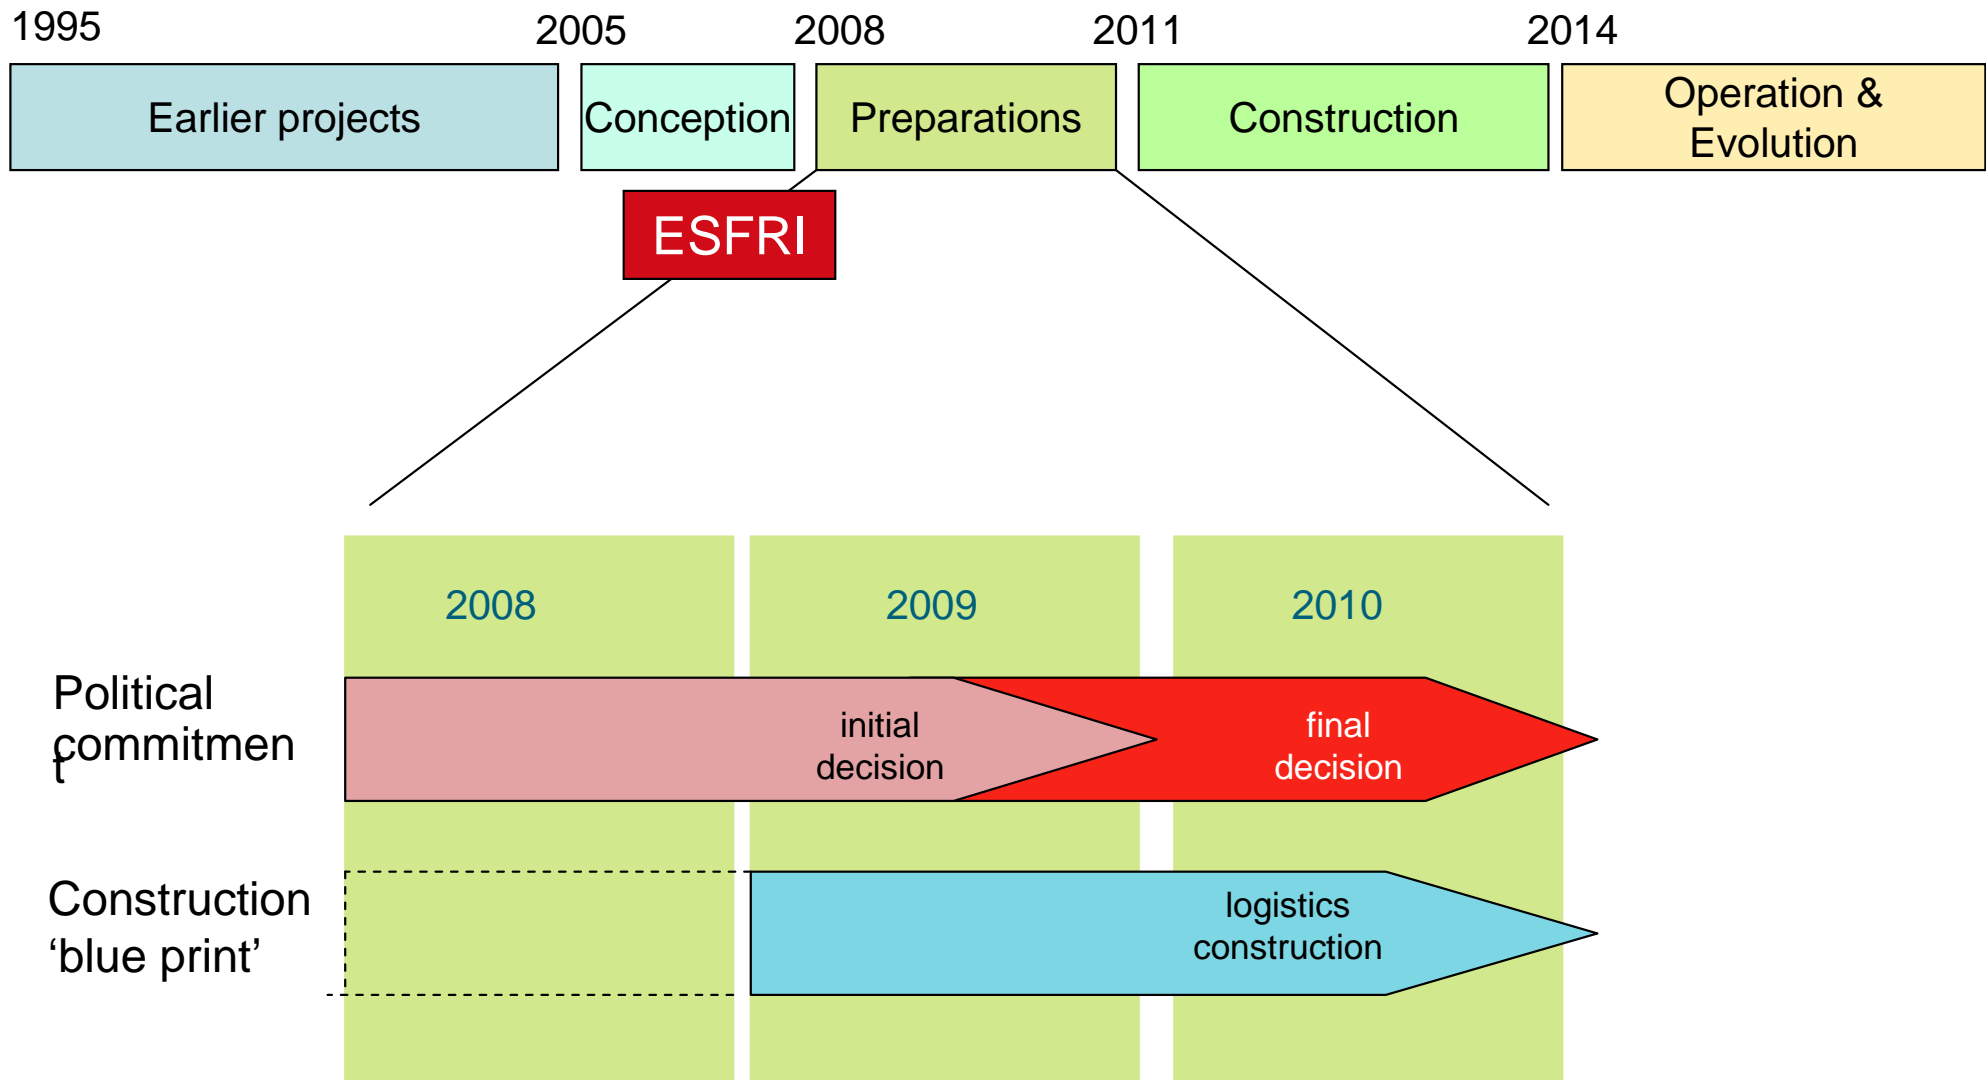 1995 2005 2008 2011 2014
Earlier projects Conception Preparations Construction Operation &
Evolution
ESFRI
2008 2009 2010
Political
commitmen
t
initial
decision
final
decision
Construction
‘blue print’
logistics
construction